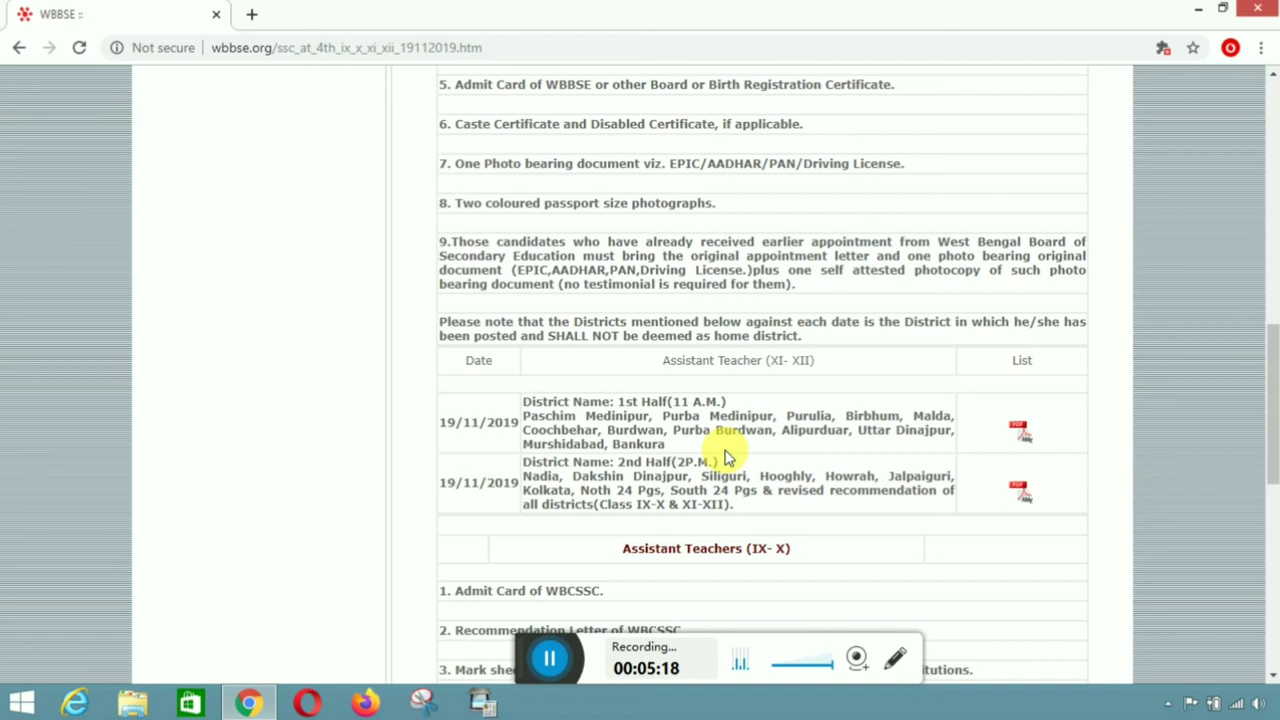 WBBSE ::
Not secure
wbbse.org/ssc_at_4th_ix_x_xi_xii_19112019.htm
5. Admit Card of WBBSE or other Board or Birth Registration Certificate.
6. Caste Certificate and Disabled Certificate, if applicable.
7. One Photo bearing document viz. EPIC/AADHAR/PAN/Driving License.
8. Two coloured passport size photographs.
9.Those candidates who have already received earlier appointment from West Bengal Board of
Secondary Education must bring the original appointment letter and one photo bearing original
document (EPIC,AADHAR,PAN,Driving License.)plus one self attested photocopy of such photo
bearing document (no testimonial is required for them).
Please note that the Districts mentioned below against each date is the District in which he/she has
been posted and SHALL NOT be deemed as home district.
Date Assistant Teacher (XI- XII) List
District Name: 1st Half(11 A.M.)
Paschim Medinipur, Purba Medinipur, Purulia, Birbhum, Malda,
19/11/2019 Coochbehar, Burdwan, Purba Burdwan, Alipurduar, Uttar Dinajpur,
Murshidabad, Bankura
District Name: 2nd Half(2P.M.)
Nadia, Dakshin Dinajpur, Siliguri, Hooghly, Howrah, Jalpaiguri,
19/11/2019 Kolkata, Noth 24 Pgs, South 24 Pgs & revised recommendation of
all districts(Class IX-X & XI-XII).
Assistant Teachers (IX- X)
1. Admit Card of WBCSSC.
2. Recommendation Letter of WBCSSC
3. Mark
Recording...
00:05:18